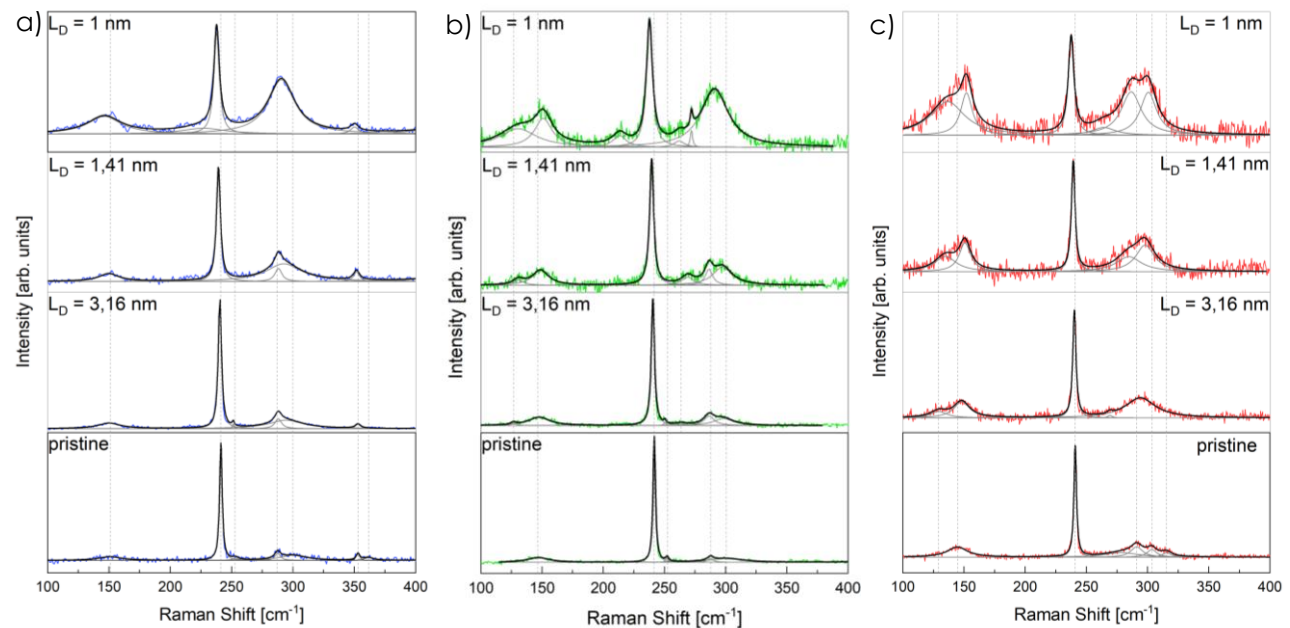 a)
L_D = 1 nm
L_D = 1,41 nm
L_D = 3,16 nm
pristine
Intensity [arb. units]
100 150 200 250 300 350 400
Raman Shift [cm⁻¹]
b)
L_D = 1 nm
L_D = 1,41 nm
L_D = 3,16 nm
pristine
Intensity [arb. units]
100 150 200 250 300 350 400
Raman Shift [cm⁻¹]
c)
L_D = 1 nm
L_D = 1,41 nm
L_D = 3,16 nm
pristine
Intensity [arb. units]
100 150 200 250 300 350 400
Raman Shift [cm⁻¹]